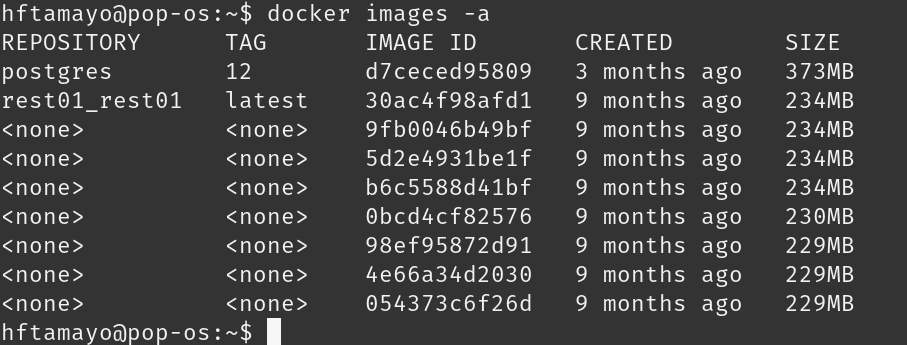 hftamayo@pop-os:~$ docker images -a
REPOSITORY TAG IMAGE ID CREATED SIZE
postgres 12 d7ceced95809 3 months ago 373MB
rest01_rest01 latest 30ac4f98afd1 9 months ago 234MB
<none> <none> 9fb0046b49bf 9 months ago 234MB
<none> <none> 5d2e4931be1f 9 months ago 234MB
<none> <none> b6c5588d41bf 9 months ago 234MB
<none> <none> 0bcd4cf82576 9 months ago 230MB
<none> <none> 98ef95872d91 9 months ago 229MB
<none> <none> 4e66a34d2030 9 months ago 229MB
<none> <none> 054373c6f26d 9 months ago 229MB
hftamayo@pop-os:~$